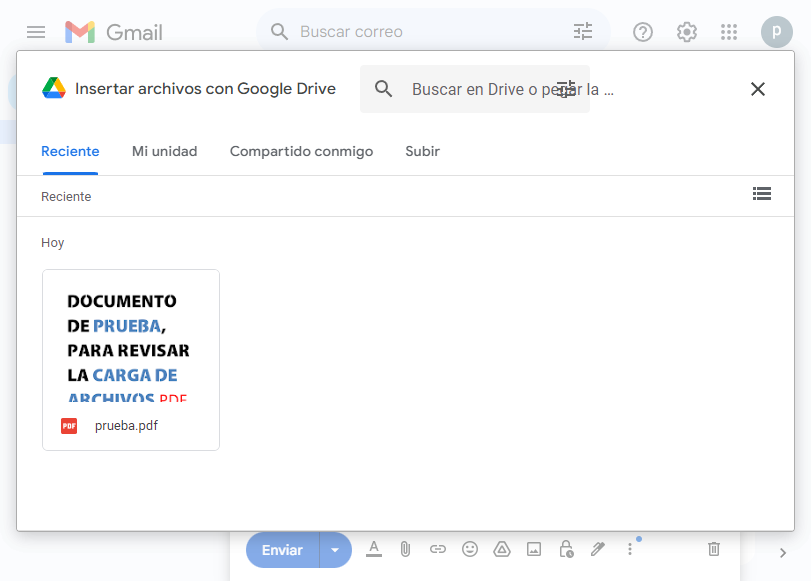 Gmail
Buscar correo
p
Insertar archivos con Google Drive
Buscar en Drive o pegar la ...
Reciente
Mi unidad
Compartido conmigo
Subir
Reciente
Hoy
DOCUMENTO
DE PRUEBA,
PARA REVISAR
LA CARGA DE
ARCHIVOS PDF
PDF
prueba.pdf
Enviar
A